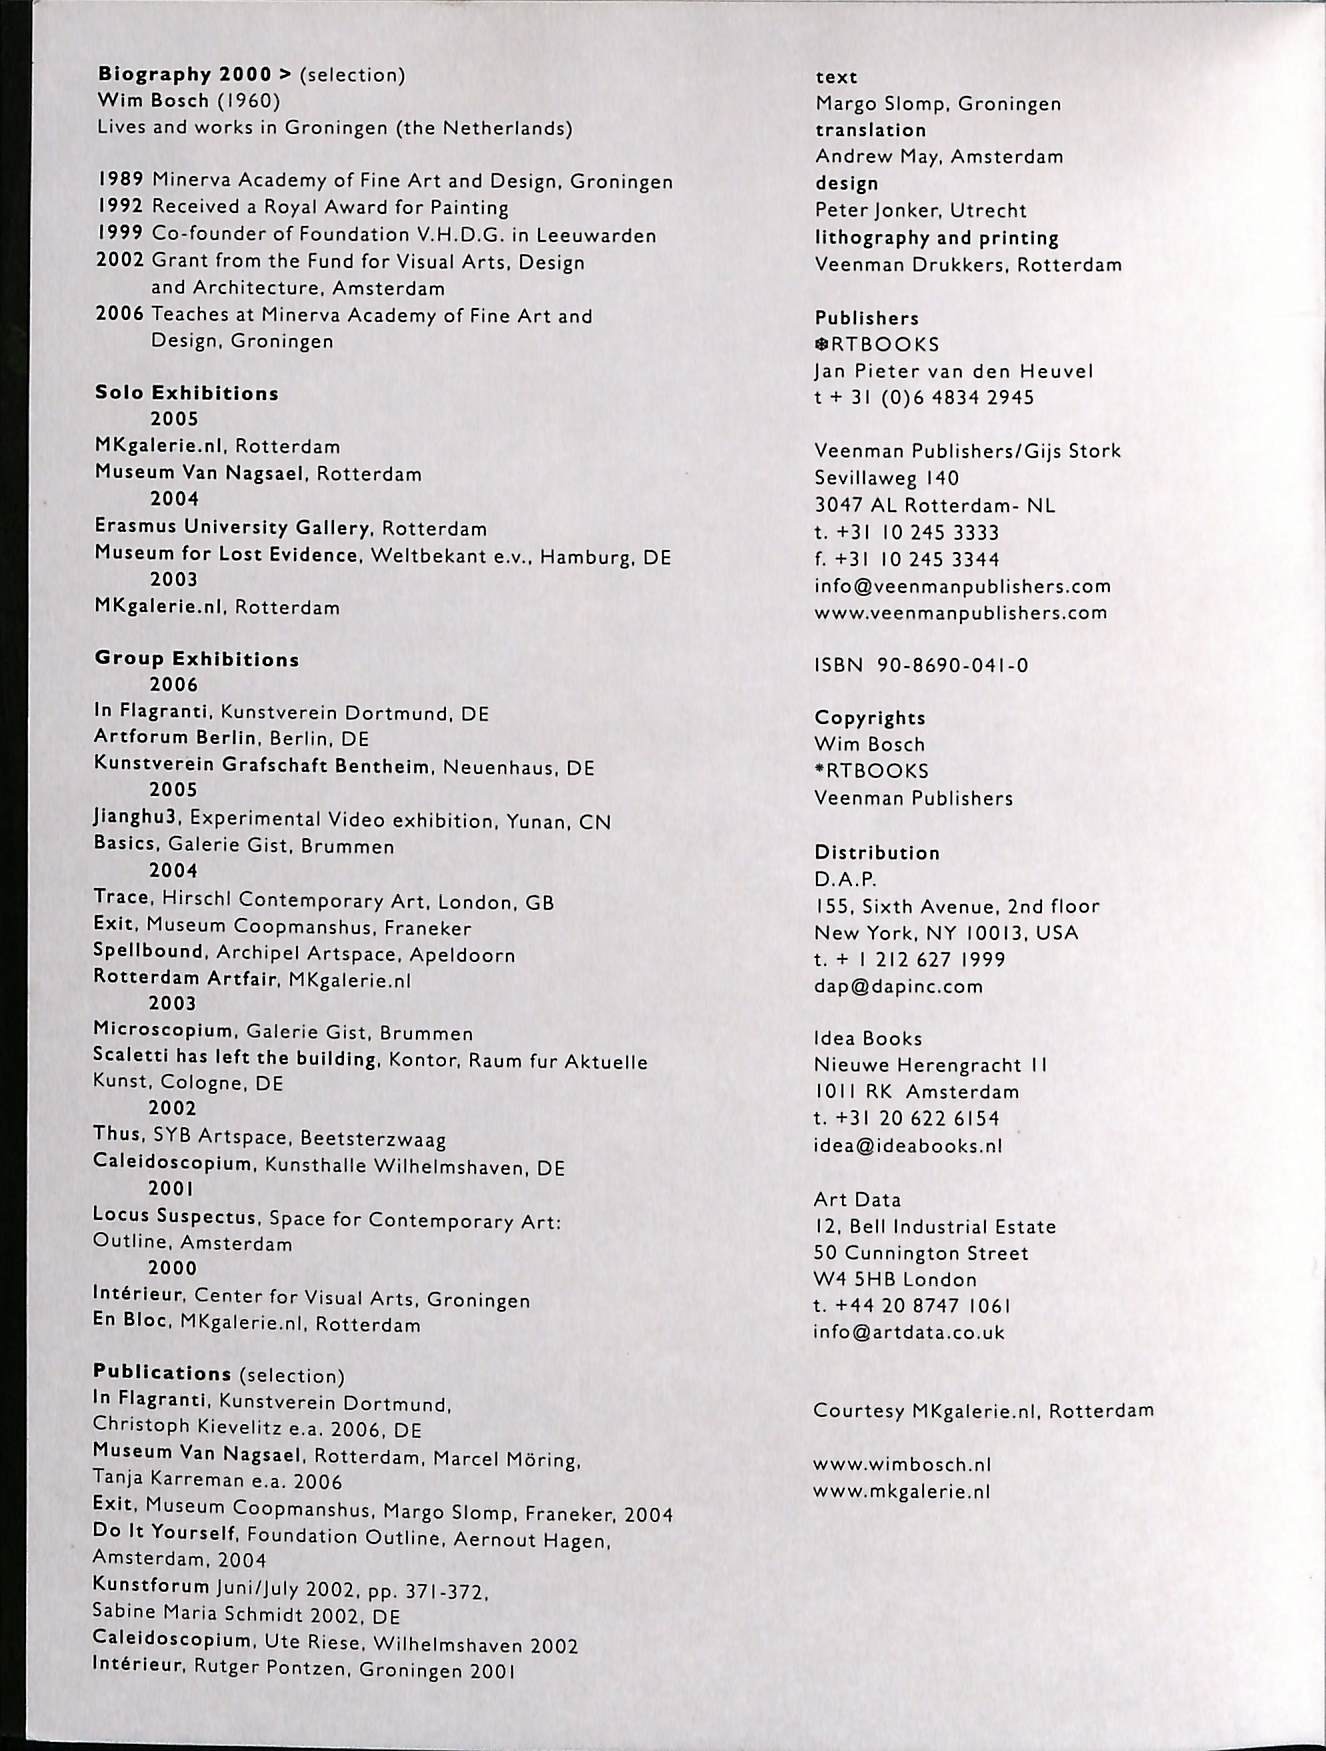 Biography 2000 > (selection)
Wim Bosch (1960)
Lives and works in Groningen (the Netherlands)
1989 Minerva Academy of Fine Art and Design, Groningen
1992 Received a Royal Award for Painting
1999 Co-founder of Foundation V.H.D.G. in Leeuwarden
2002 Grant from the Fund for Visual Arts, Design
and Architecture, Amsterdam
2006 Teaches at Minerva Academy of Fine Art and
Design, Groningen
Solo Exhibitions
2005
MKgalerie.nl, Rotterdam
Museum Van Nagsael, Rotterdam
2004
Erasmus University Gallery, Rotterdam
Museum for Lost Evidence, Weltbekant e.v., Hamburg, DE
2003
MKgalerie.nl, Rotterdam
Group Exhibitions
2006
In Flagranti, Kunstverein Dortmund, DE
Artforum Berlin, Berlin, DE
Kunstverein Grafschaft Bentheim, Neuenhaus, DE
2005
Jianghu3, Experimental Video exhibition, Yunan, CN
Basics, Galerie Gist, Brummen
2004
Trace, Hirschl Contemporary Art, London, GB
Exit, Museum Coopmanshus, Franeker
Spellbound, Archipel Artspace, Apeldoorn
Rotterdam Artfair, MKgalerie.nl
2003
Microscopium, Galerie Gist, Brummen
Scaletti has left the building, Kontor, Raum fur Aktuelle
Kunst, Cologne, DE
2002
Thus, SYB Artspace, Beetsterzwaag
Caleidoscopium, Kunsthalle Wilhelmshaven, DE
2001
Locus Suspectus, Space for Contemporary Art:
Outline, Amsterdam
2000
Intérieur, Center for Visual Arts, Groningen
En Bloc, MKgalerie.nl, Rotterdam
Publications (selection)
In Flagranti, Kunstverein Dortmund,
Christoph Kievelitz e.a. 2006, DE
Museum Van Nagsael, Rotterdam, Marcel Möring,
Tanja Karreman e.a. 2006
Exit, Museum Coopmanshus, Margo Slomp, Franeker, 2004
Do It Yourself, Foundation Outline, Aernout Hagen,
Amsterdam, 2004
Kunstforum Juni/July 2002, pp. 371-372,
Sabine Maria Schmidt 2002, DE
Caleidoscopium, Ute Riese, Wilhelmshaven 2002
Intérieur, Rutger Pontzen, Groningen 2001
text
Margo Slomp, Groningen
translation
Andrew May, Amsterdam
design
Peter Jonker, Utrecht
lithography and printing
Veenman Drukkers, Rotterdam
Publishers
❄RTBOOKS
Jan Pieter van den Heuvel
t + 31 (0)6 4834 2945
Veenman Publishers/Gijs Stork
Sevillaweg 140
3047 AL Rotterdam- NL
t. +31 10 245 3333
f. +31 10 245 3344
info@veenmanpublishers.com
www.veenmanpublishers.com
ISBN 90-8690-041-0
Copyrights
Wim Bosch
*RTBOOKS
Veenman Publishers
Distribution
D.A.P.
155, Sixth Avenue, 2nd floor
New York, NY 10013, USA
t. + 1 212 627 1999
dap@dapinc.com
Idea Books
Nieuwe Herengracht 11
1011 RK Amsterdam
t. +31 20 622 6154
idea@ideabooks.nl
Art Data
12, Bell Industrial Estate
50 Cunnington Street
W4 5HB London
t. +44 20 8747 1061
info@artdata.co.uk
Courtesy MKgalerie.nl, Rotterdam
www.wimbosch.nl
www.mkgalerie.nl